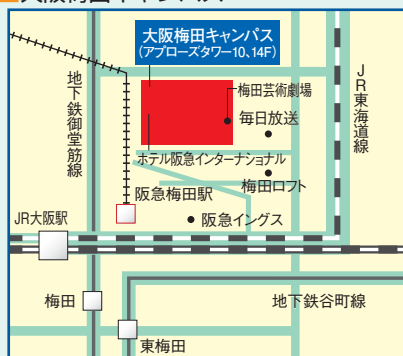 大阪梅田キャンパス
(アプローズタワー10、14F)
地下鉄御堂筋線
JR東海道線
梅田芸術劇場
毎日放送
ホテル阪急インターナショナル
梅田ロフト
阪急梅田駅
阪急イングス
JR大阪駅
梅田
地下鉄谷町線
東梅田